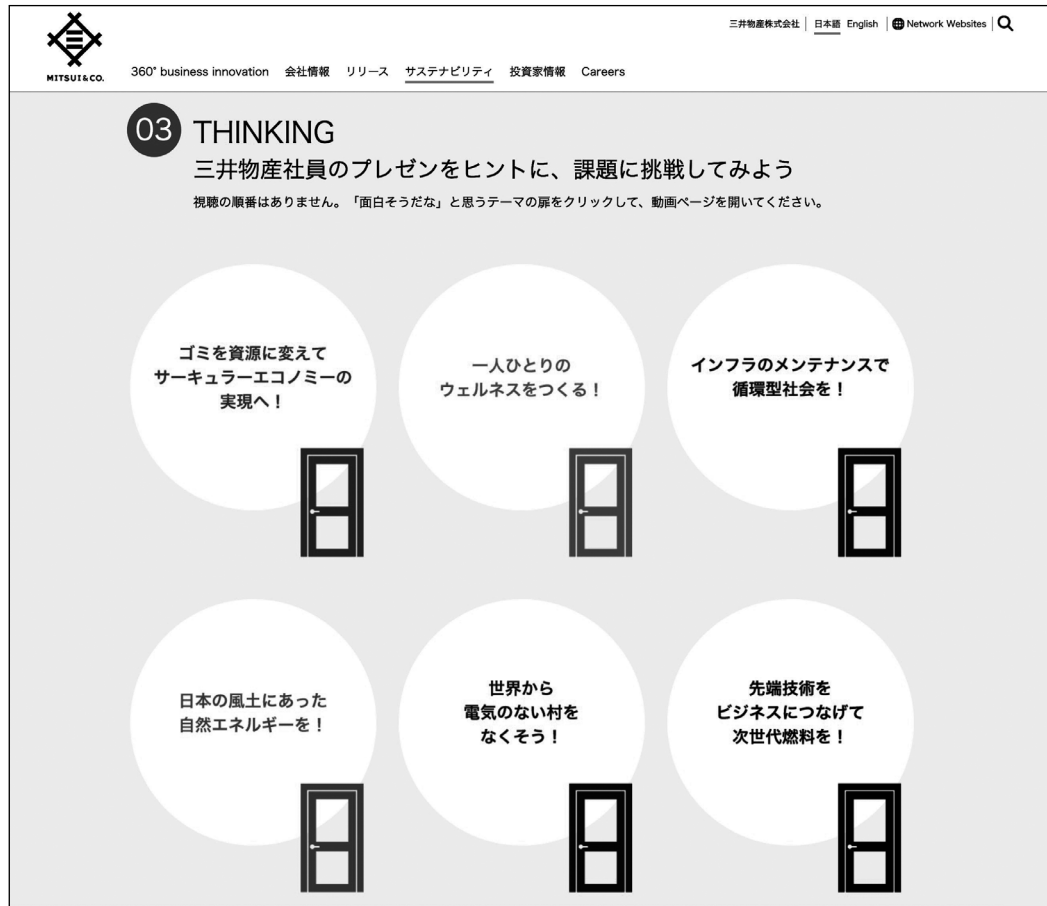 三井物産株式会社 日本語 English Network Websites
MITSUI&CO.
360° business innovation 会社情報 リリース サステナビリティ 投資家情報 Careers
03 THINKING
三井物産社員のプレゼンをヒントに、課題に挑戦してみよう
視聴の順番はありません。「面白そうだな」と思うテーマの扉をクリックして、動画ページを開いてください。
ゴミを資源に変えて
サーキュラーエコノミーの
実現へ！
一人ひとりの
ウェルネスをつくる！
インフラのメンテナンスで
循環型社会を！
日本の風土にあった
自然エネルギーを！
世界から
電気のない村を
なくそう！
先端技術を
ビジネスにつなげて
次世代燃料を！